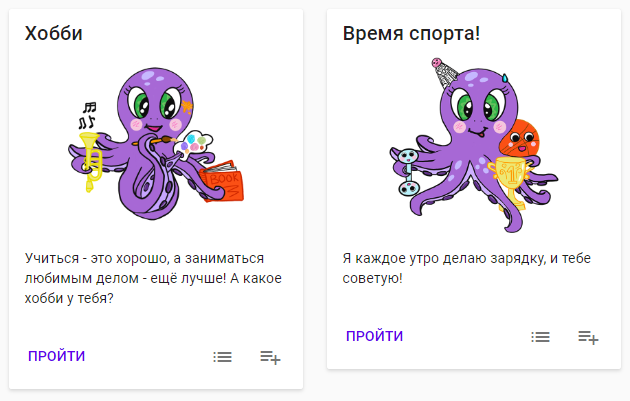 Хобби
BOOK
Учиться - это хорошо, а заниматься
любимым делом - ещё лучше! А какое
хобби у тебя?
ПРОЙТИ
Время спорта!
1
Я каждое утро делаю зарядку, и тебе
советую!
ПРОЙТИ